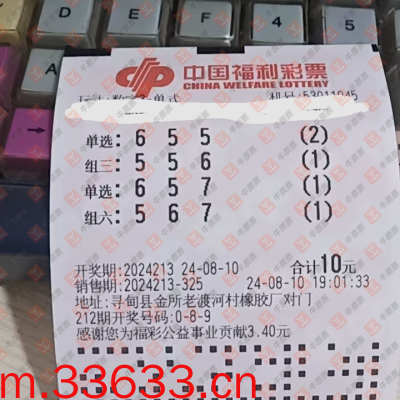 D
E
F
4
5
6
中国福利彩票
CHINA WELFARE LOTTERY
单选: 6 5 5 (2)
组三: 5 5 6 (1)
单选: 6 5 7 (1)
组六: 5 6 7 (1)
开奖期:2024213 24-08-10 合计10元
销售期:2024213-325 24-08-10 19:01:33
地址:寻甸县金所老渡河村橡胶厂对门
212期开奖号码:0-8-9
感谢您为福彩公益事业贡献3.40元
m.33633.cn